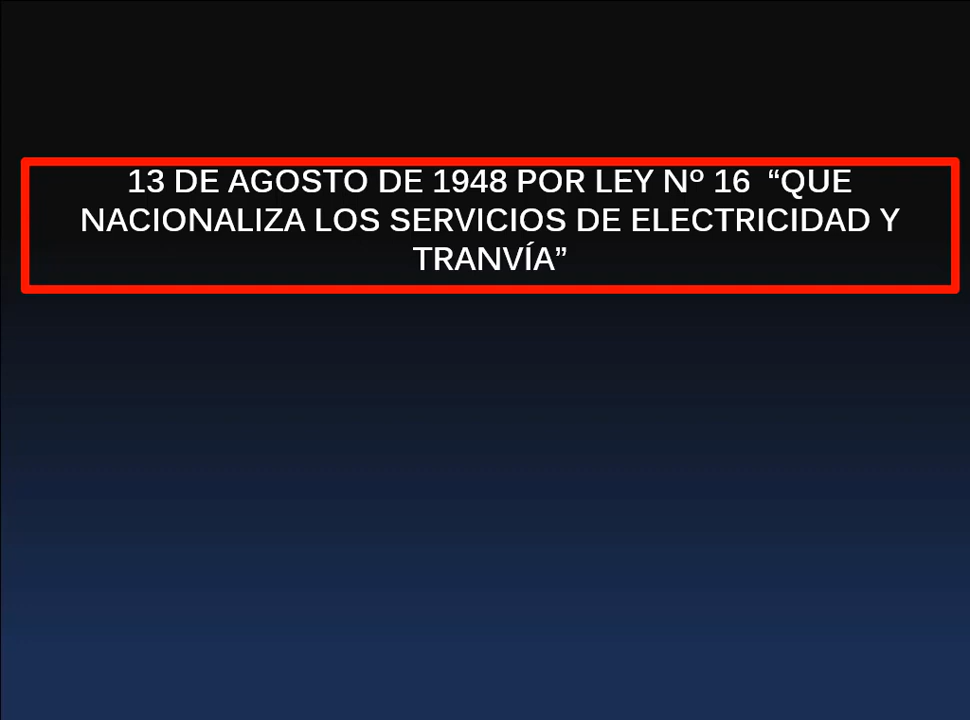 13 DE AGOSTO DE 1948 POR LEY Nº 16 “QUE
NACIONALIZA LOS SERVICIOS DE ELECTRICIDAD Y
TRANVÍA”